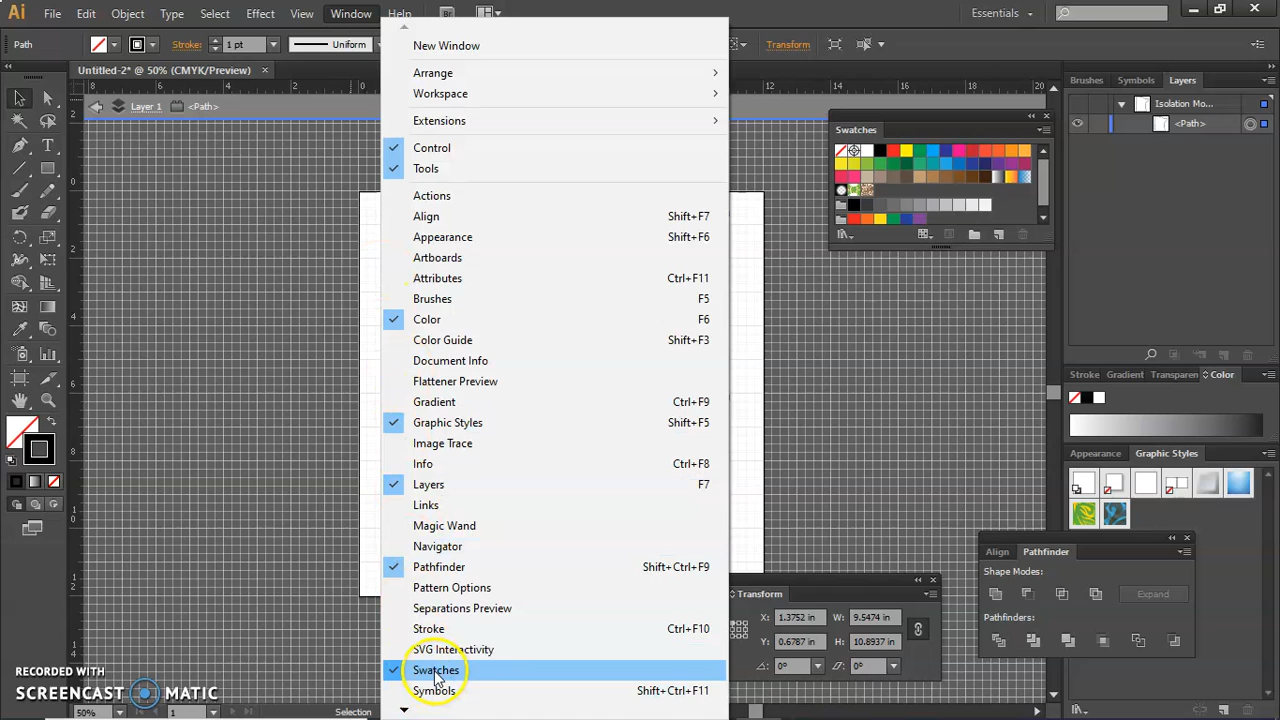 Ai File Edit Object Type Select Effect View Window Help Br Essentials
Path Stroke: 1 pt Uniform Transform
Untitled-2* @ 50% (CMYK/Preview) ×
Layer 1 <Path>
New Window
Arrange
Workspace
Extensions
Control
Tools
Actions
Align Shift+F7
Appearance Shift+F6
Artboards
Attributes Ctrl+F11
Brushes F5
Color F6
Color Guide Shift+F3
Document Info
Flattener Preview
Gradient Ctrl+F9
Graphic Styles Shift+F5
Image Trace
Info Ctrl+F8
Layers F7
Links
Magic Wand
Navigator
Pathfinder Shift+Ctrl+F9
Pattern Options
Separations Preview
Stroke Ctrl+F10
SVG Interactivity
Swatches
Symbols Shift+Ctrl+F11
Swatches
Brushes Symbols Layers
Isolation Mo...
<Path>
Stroke Gradient Transparen Color
Appearance Graphic Styles
Align Pathfinder
Shape Modes:
Expand
Pathfinders:
Transform
X: 1.3752 in W: 9.5474 in
Y: 0.6787 in H: 10.8937 in
0° 0°
RECORDED WITH
SCREENCAST MATIC
50% 1 Selection